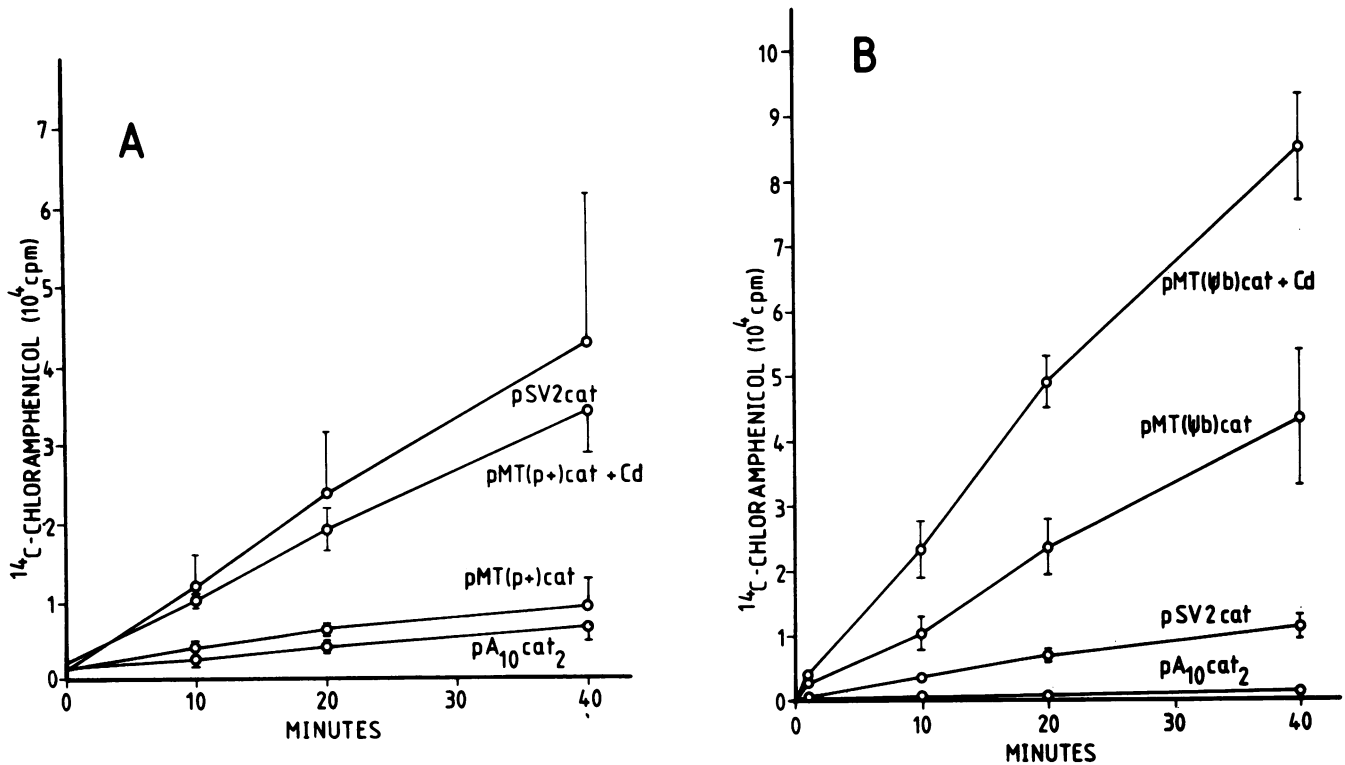 A
7
6
5
4
3
2
1
0
¹⁴C-CHLORAMPHENICOL (10⁴cpm)
pSV2cat
pMT(p+)cat + Cd
pMT(p+)cat
pA₁₀cat₂
0 10 20 30 40
MINUTES
B
10
9
8
7
6
5
4
3
2
1
0
¹⁴C-CHLORAMPHENICOL (10⁴cpm)
pMT(ψb)cat + Cd
pMT(ψb)cat
pSV2cat
pA₁₀cat₂
0 10 20 30 40
MINUTES